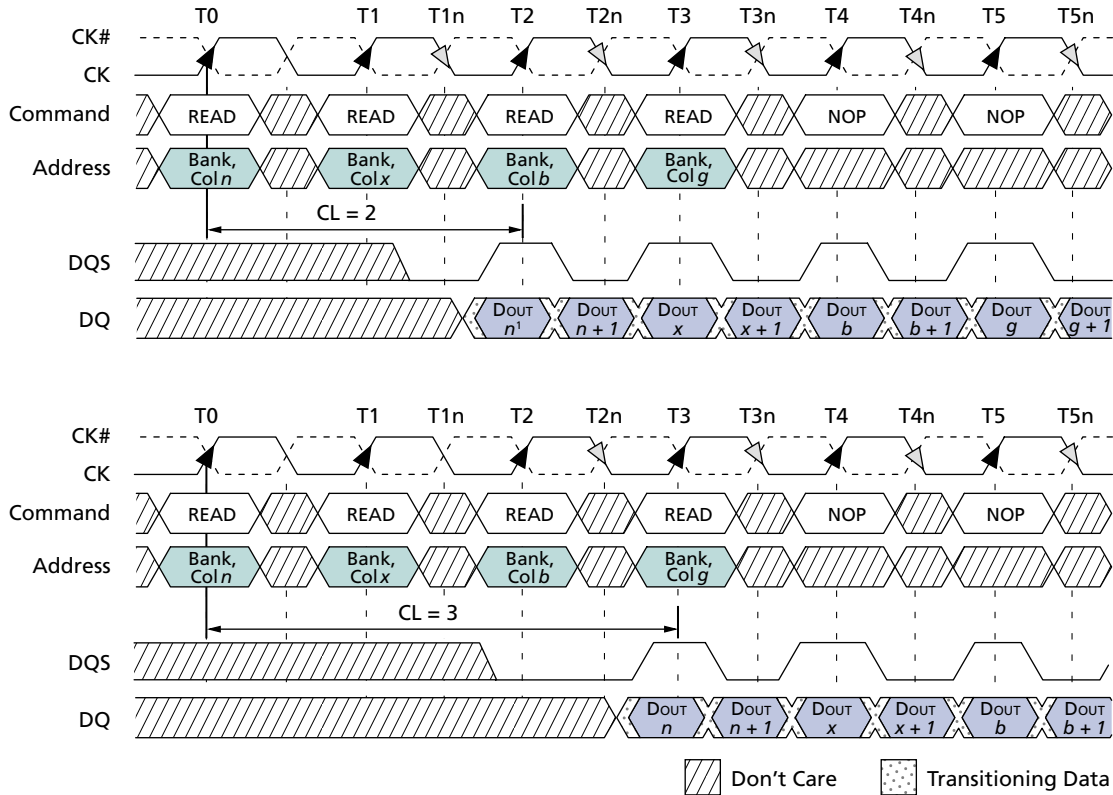 T0 T1 T1n T2 T2n T3 T3n T4 T4n T5 T5n
CK#
CK
Command READ READ READ READ NOP NOP
Address Bank, Col n Bank, Col x Bank, Col b Bank, Col g
CL = 2
DQS
DQ DOUT n¹ DOUT n + 1 DOUT x DOUT x + 1 DOUT b DOUT b + 1 DOUT g DOUT g + 1
T0 T1 T1n T2 T2n T3 T3n T4 T4n T5 T5n
CK#
CK
Command READ READ READ READ NOP NOP
Address Bank, Col n Bank, Col x Bank, Col b Bank, Col g
CL = 3
DQS
DQ DOUT n DOUT n + 1 DOUT x DOUT x + 1 DOUT b DOUT b + 1
Don't Care Transitioning Data